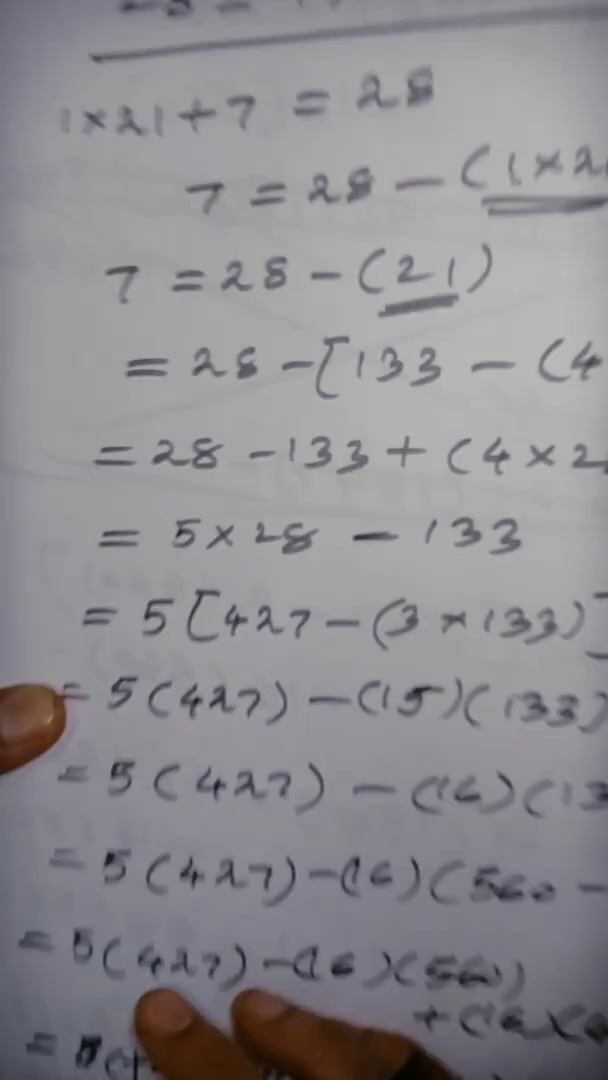 1×21+7 = 28
7 = 28 - (1×2
7 = 28 - (21)
= 28 - [133 - (4
= 28 - 133 + (4×2
= 5×28 - 133
= 5[427 - (3×133)]
= 5(427) - (15)(133)
= 5(427) - (16)(13
= 5(427) - (16)(560 -
= 5(427) - (16)(560)
+ (16)(
=